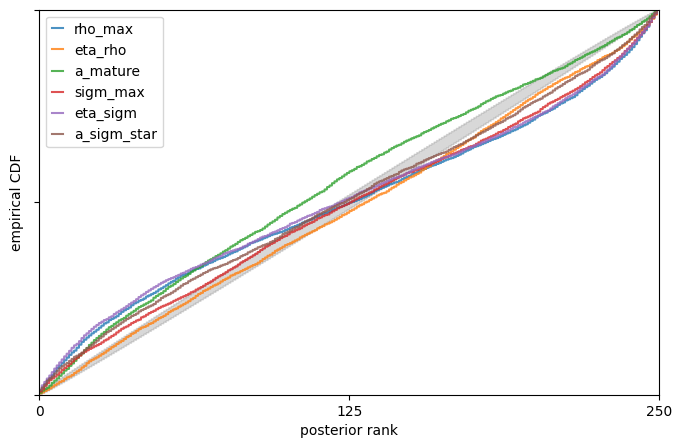 rho_max
eta_rho
a_mature
sigm_max
eta_sigm
a_sigm_star
empirical CDF
0
125
250
posterior rank